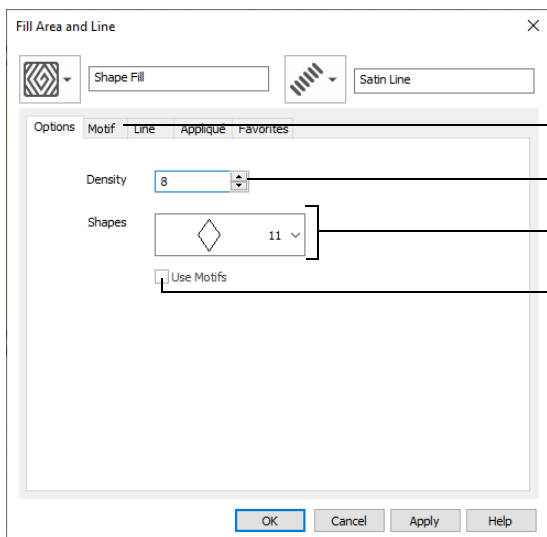 Fill Area and Line
Shape Fill
Satin Line
Options Motif Line Appliqué Favorites
Density 8
Shapes 11
Use Motifs
OK Cancel Apply Help